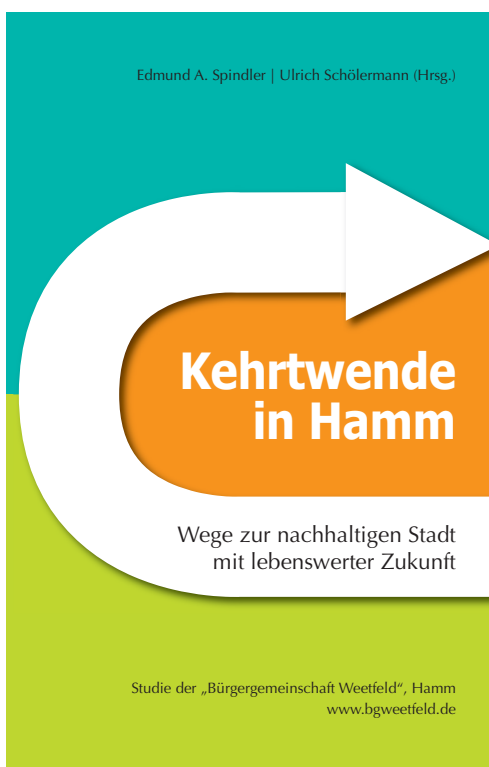 Edmund A. Spindler | Ulrich Schölermann (Hrsg.)
Kehrtwende
in Hamm
Wege zur nachhaltigen Stadt
mit lebenswerter Zukunft
Studie der „Bürgergemeinschaft Weetfeld“, Hamm
www.bgweetfeld.de